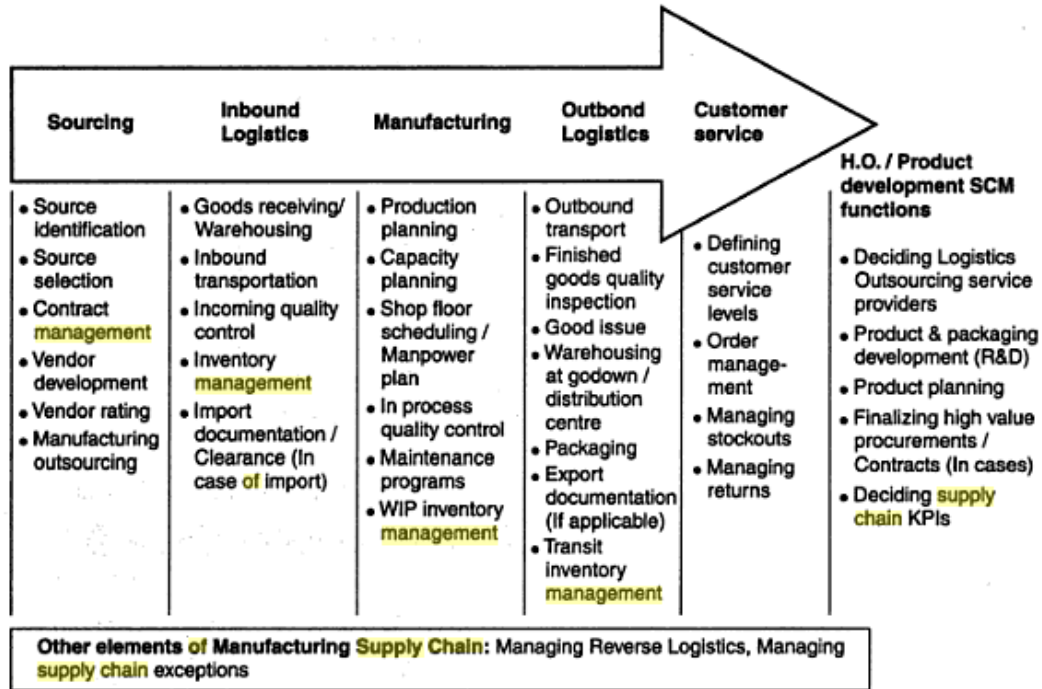 Sourcing
Inbound
Logistics
Manufacturing
Outbond
Logistics
Customer
service
H.O. / Product
development SCM
functions
• Source
identification
• Source
selection
• Contract
management
• Vendor
development
• Vendor rating
• Manufacturing
outsourcing
• Goods receiving/
Warehousing
• Inbound
transportation
• Incoming quality
control
• Inventory
management
• Import
documentation /
Clearance (In
case of import)
• Production
planning
• Capacity
planning
• Shop floor
scheduling /
Manpower
plan
• In process
quality control
• Maintenance
programs
• WIP inventory
management
• Outbound
transport
• Finished
goods quality
inspection
• Good issue
• Warehousing
at godown /
distribution
centre
• Packaging
• Export
documentation
(If applicable)
• Transit
inventory
management
• Defining
customer
service
levels
• Order
manage-
ment
• Managing
stockouts
• Managing
returns
• Deciding Logistics
Outsourcing service
providers
• Product & packaging
development (R&D)
• Product planning
• Finalizing high value
procurements /
Contracts (In cases)
• Deciding supply
chain KPIs
Other elements of Manufacturing Supply Chain: Managing Reverse Logistics, Managing
supply chain exceptions